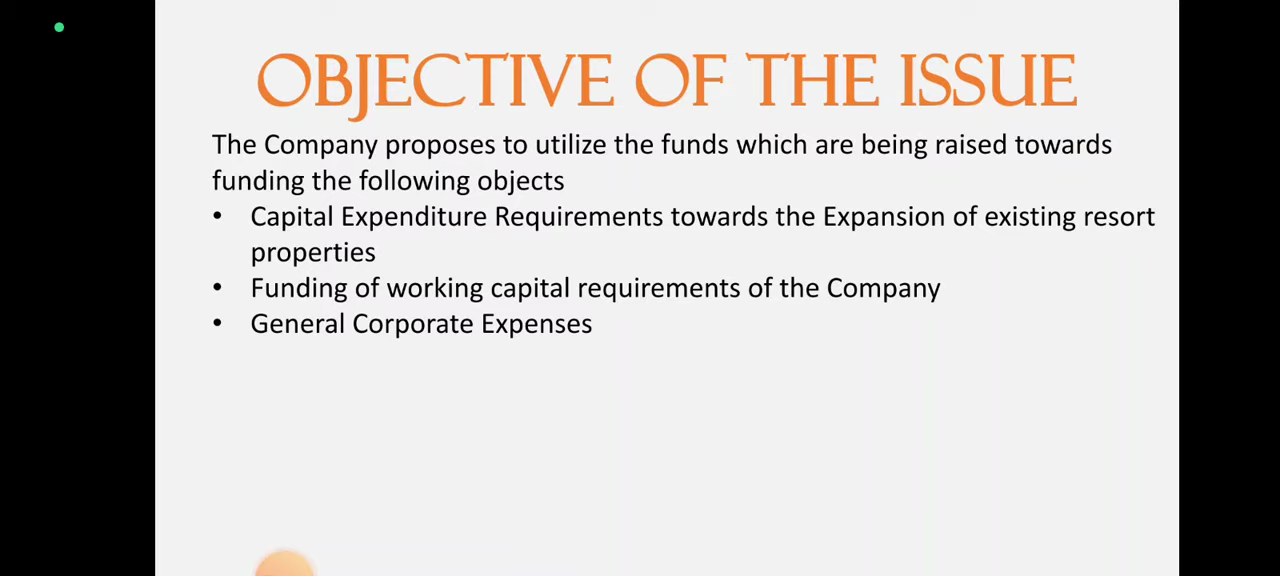 OBJECTIVE OF THE ISSUE
The Company proposes to utilize the funds which are being raised towards
funding the following objects
• Capital Expenditure Requirements towards the Expansion of existing resort
properties
• Funding of working capital requirements of the Company
• General Corporate Expenses